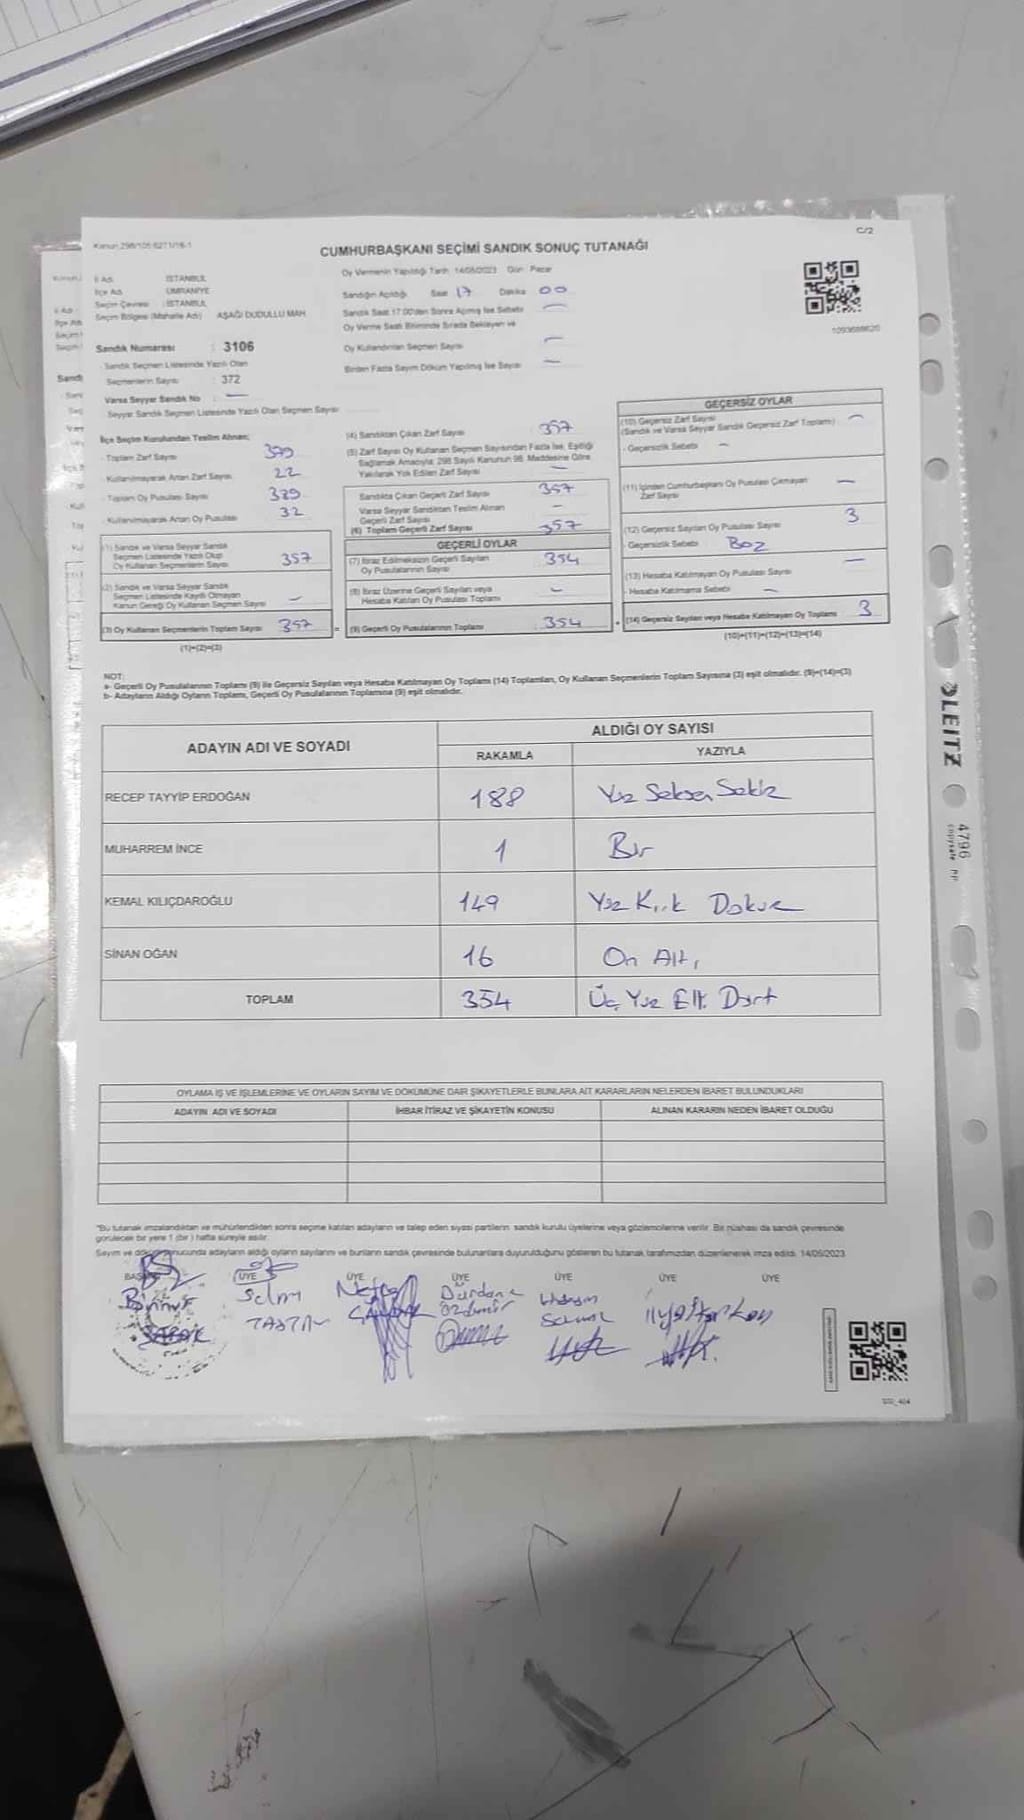 Kanun 298/105 6271/16-1
C/2
CUMHURBAŞKANI SEÇİMİ SANDIK SONUÇ TUTANAĞI
İl Adı : İSTANBUL
İlçe Adı : ÜMRANİYE
Seçim Çevresi : İSTANBUL
Seçim Bölgesi (Mahalle Adı) AŞAĞI DUDULLU MAH.
Sandık Numarası : 3106
Sandık Seçmen Listesinde Yazılı Olan
Seçmenlerin Sayısı : 372
Varsa Seyyar Sandık No : —
Seyyar Sandık Seçmen Listesinde Yazılı Olan Seçmen Sayısı
Oy Vermenin Yapıldığı Tarih 14/05/2023 Gün Pazar
Sandığın Açıldığı Saat 17 Dakika 00
Sandık Saat 17:00'den Sonra Açılmış İse Sebebi —
Oy Verme Saati Bitiminde Sırada Bekleyen ve
Oy Kullandırılan Seçmen Sayısı —
Birden Fazla Sayım Döküm Yapılmış İse Sayısı —
İlçe Seçim Kurulundan Teslim Alınan;
- Toplam Zarf Sayısı
- Kullanılmayarak Artan Zarf Sayısı 22
- Toplam Oy Pusulası Sayısı
- Kullanılmayarak Artan Oy Pusulası 32
(1) Sandık ve Varsa Seyyar Sandık
Seçmen Listesinde Yazılı Olup
Oy Kullanan Seçmenlerin Sayısı 357
(2) Sandık ve Varsa Seyyar Sandık
Seçmen Listesinde Kaydı Olmayan
Kanun Gereği Oy Kullanan Seçmen Sayısı —
(3) Oy Kullanan Seçmenlerin Toplam Sayısı 357 =
(1)+(2)=(3)
(4) Sandıktan Çıkan Zarf Sayısı 357
(5) Zarf Sayısı Oy Kullanan Seçmen Sayısından Fazla İse, Eşitliği
Sağlamak Amacıyla; 298 Sayılı Kanunun 98. Maddesine Göre
Yakılarak Yok Edilen Zarf Sayısı —
Sandıkta Çıkan Geçerli Zarf Sayısı 357
Varsa Seyyar Sandıktan Teslim Alınan
Geçerli Zarf Sayısı —
(6) Toplam Geçerli Zarf Sayısı 357
GEÇERLİ OYLAR
(7) İtiraz Edilmeksizin Geçerli Sayılan
Oy Pusulalarının Sayısı 354
(8) İtiraz Üzerine Geçerli Sayılan veya
Hesaba Katılan Oy Pusulası Toplamı —
(9) Geçerli Oy Pusulalarının Toplamı 354 +
GEÇERSİZ OYLAR
(10) Geçersiz Zarf Sayısı
(Sandık ve Varsa Seyyar Sandık Geçersiz Zarf Toplamı) —
- Geçersizlik Sebebi —
(11) İçinden Cumhurbaşkanı Oy Pusulası Çıkmayan
Zarf Sayısı —
(12) Geçersiz Sayılan Oy Pusulası Sayısı 3
- Geçersizlik Sebebi Boz
(13) Hesaba Katılmayan Oy Pusulası Sayısı —
- Hesaba Katılmama Sebebi —
(14) Geçersiz Sayılan veya Hesaba Katılmayan Oy Toplamı 3
(10)+(11)+(12)+(13)=(14)
NOT:
a- Geçerli Oy Pusulalarının Toplamı (9) ile Geçersiz Sayılan veya Hesaba Katılmayan Oy Toplamı (14) Toplamları, Oy Kullanan Seçmenlerin Toplam Sayısına (3) eşit olmalıdır. (9)+(14)=(3)
b- Adayların Aldığı Oyların Toplamı, Geçerli Oy Pusulalarının Toplamına (9) eşit olmalıdır.
ADAYIN ADI VE SOYADI
ALDIĞI OY SAYISI
RAKAMLA YAZIYLA
RECEP TAYYİP ERDOĞAN 188 Yüz Seksen Sekiz
MUHARREM İNCE 1 Bir
KEMAL KILIÇDAROĞLU 149 Yüz Kırk Dokuz
SİNAN OĞAN 16 On Altı
TOPLAM 354 Üç Yüz Elli Dört
OYLAMA İŞ VE İŞLEMLERİNE VE OYLARIN SAYIM VE DÖKÜMÜNE DAİR ŞİKAYETLERLE BUNLARA AİT KARARLARIN NELERDEN İBARET BULUNDUKLARI
ADAYIN ADI VE SOYADI İHBAR İTİRAZ VE ŞİKAYETİN KONUSU ALINAN KARARIN NEDEN İBARET OLDUĞU
*Bu tutanak imzalandıktan ve mühürlendikten sonra seçime katılan adayların ve talep eden siyasi partilerin sandık kurulu üyelerine veya gözlemcilerine verilir. Bir nüshası da sandık çevresinde
görülecek bir yere 1 (bir) hafta süreyle asılır.
Sayım ve döküm sonucunda adayların aldığı oyların sayılarını ve bunların sandık çevresinde bulunanlara duyurulduğunu gösteren bu tutanak tarafımızdan düzenlenerek imza edildi. 14/05/2023
BAŞKAN ÜYE ÜYE ÜYE ÜYE ÜYE ÜYE
Dürdane
Özdemir
LEITZ
4796
copysafe PP